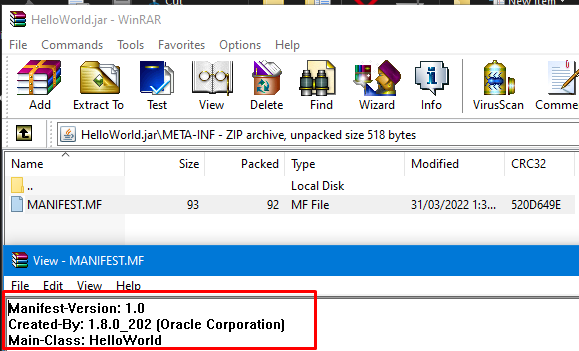 Cut
New Item
HelloWorld.jar - WinRAR
File Commands Tools Favorites Options Help
Add Extract To Test View Delete Find Wizard Info VirusScan Comme
HelloWorld.jar\META-INF - ZIP archive, unpacked size 518 bytes
Name Size Packed Type Modified CRC32
.. Local Disk
MANIFEST.MF 93 92 MF File 31/03/2022 1:3... 520D649E
View - MANIFEST.MF
File Edit View Help
Manifest-Version: 1.0
Created-By: 1.8.0_202 (Oracle Corporation)
Main-Class: HelloWorld